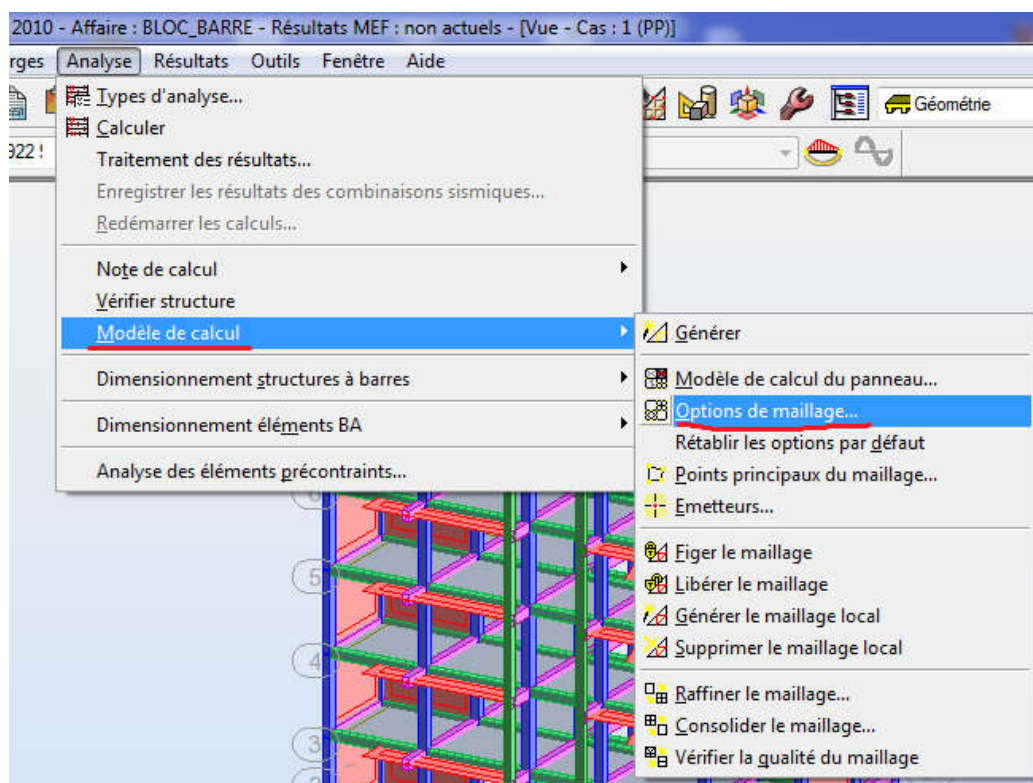 2010 - Affaire : BLOC_BARRE - Résultats MEF : non actuels - [Vue - Cas : 1 (PP)]
rges Analyse Résultats Outils Fenêtre Aide
Types d'analyse...
Géométrie
Calculer
922
Traitement des résultats...
Enregistrer les résultats des combinaisons sismiques...
Redémarrer les calculs...
Note de calcul
Vérifier structure
Modèle de calcul
Dimensionnement structures à barres
Dimensionnement éléments BA
Analyse des éléments précontraints...
Générer
Modèle de calcul du panneau...
Options de maillage...
Rétablir les options par défaut
Points principaux du maillage...
Emetteurs...
Figer le maillage
Libérer le maillage
Générer le maillage local
Supprimer le maillage local
Raffiner le maillage...
Consolider le maillage...
Vérifier la qualité du maillage
6
5
4
3